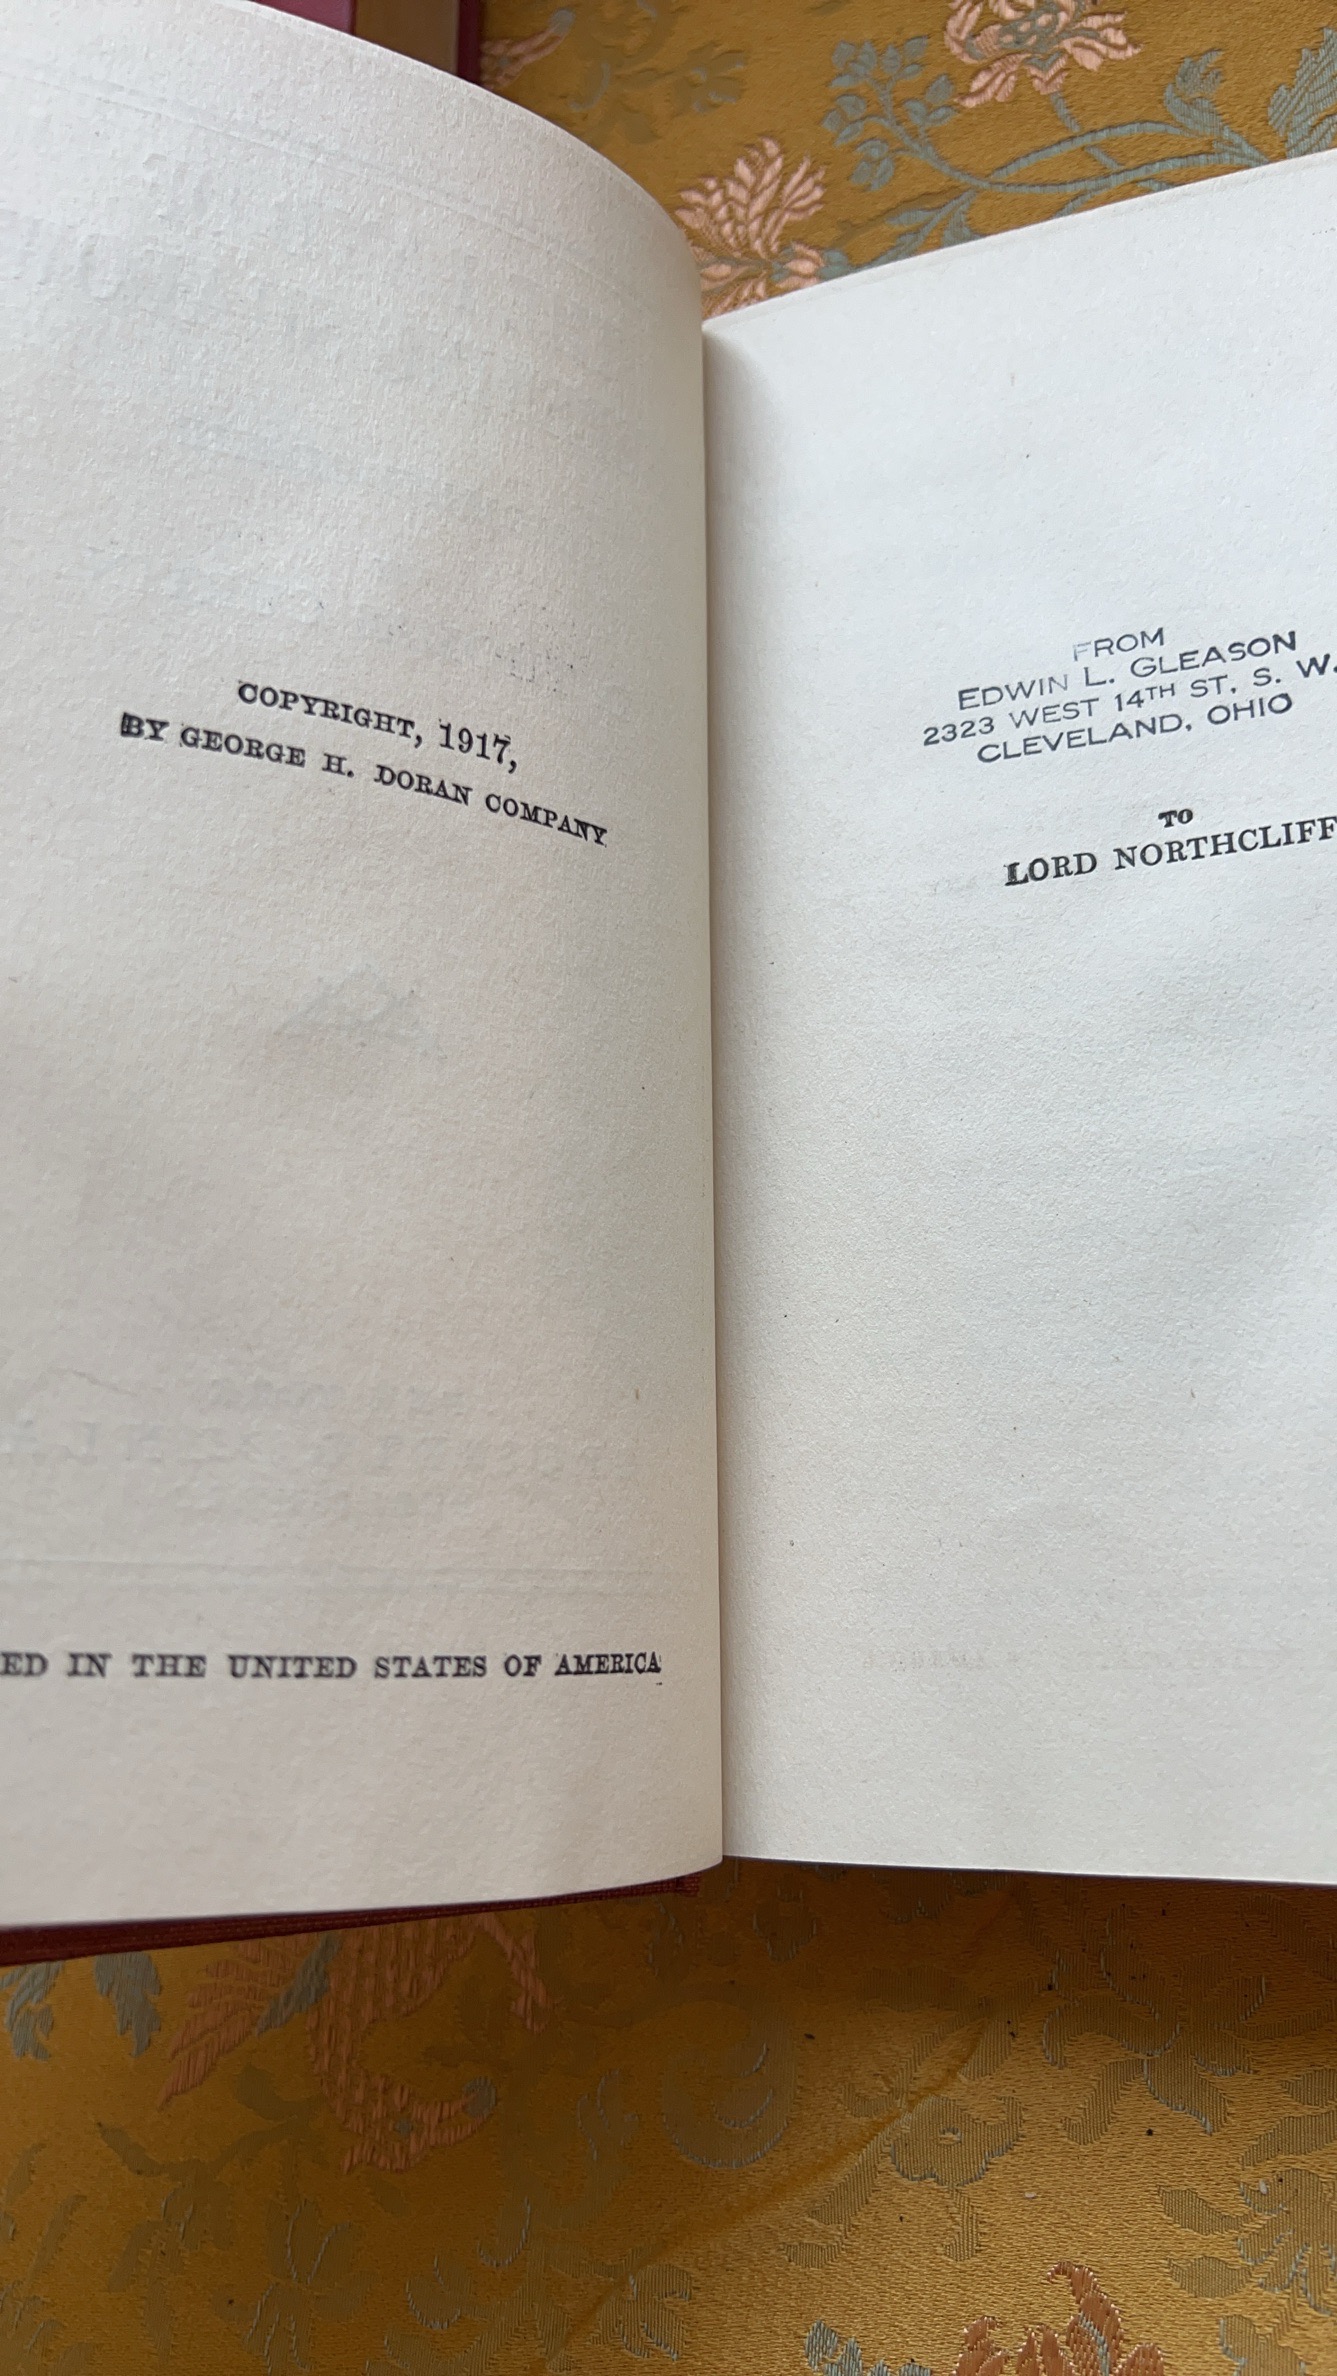 COPYRIGHT, 1917,
BY GEORGE H. DORAN COMPANY
ED IN THE UNITED STATES OF AMERICA
FROM
EDWIN L. GLEASON
2323 WEST 14TH ST. S. W.
CLEVELAND, OHIO
TO
LORD NORTHCLIFF